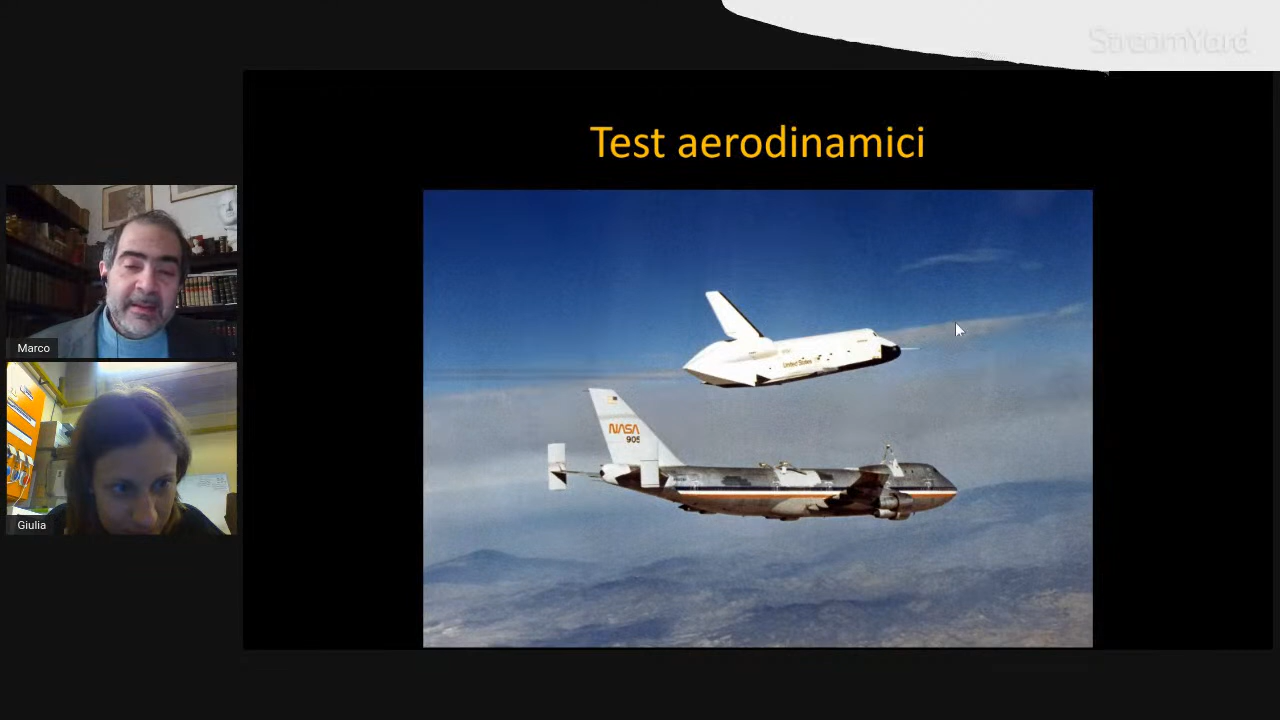 StreamYard
Test aerodinamici
Marco
United States
NASA
905
Giulia